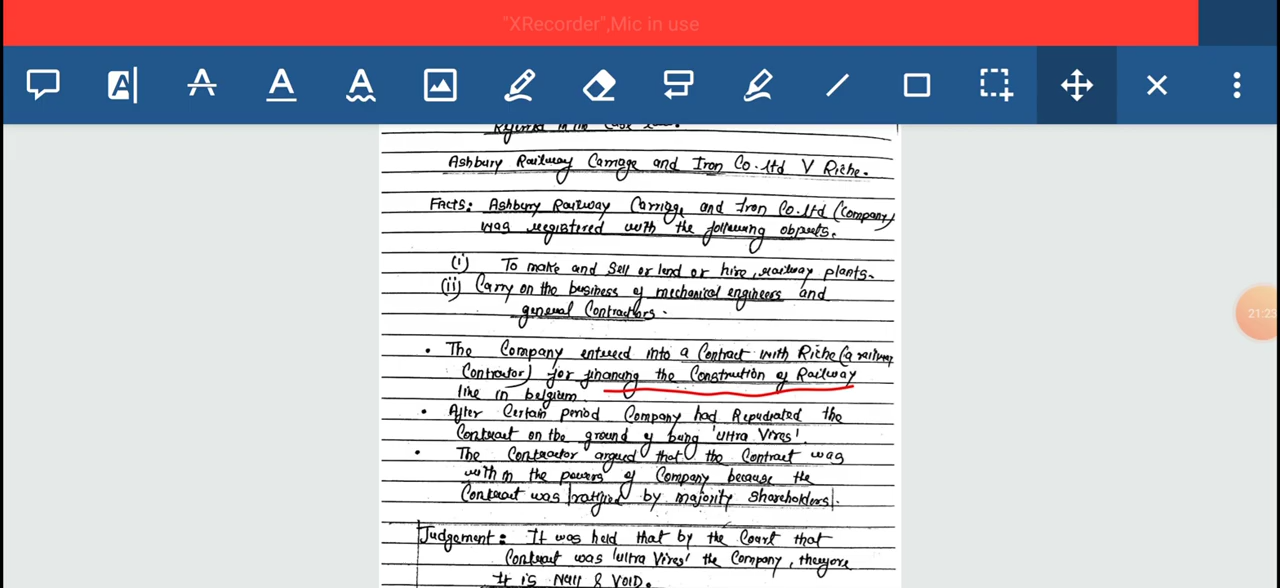 "XRecorder",Mic in use
Ashbury Railway Carriage and Iron Co. ltd V Riche.
Facts: Ashbury Railway Carriage and Iron Co. ltd (company)
was registered with the following objects.
(i) To make and Sell or lend or hire, railway plants.
(ii) Carry on the business of mechanical engineers and
general Contractors.
• The Company entered into a Contract with Riche (a railway
Contractor) for financing the Construction of Railway
line in belgium.
• After Certain period Company had Repudiated the
Contract on the ground of being 'ultra Vires'.
• The Contractor argued that the Contract was
with in the powers of Company because the
Contract was ratified by majority Shareholders.
Judgement: It was held that by the Court that
Contract was 'ultra Vires' the Company, therefore
It is Null & VOID.
21:23